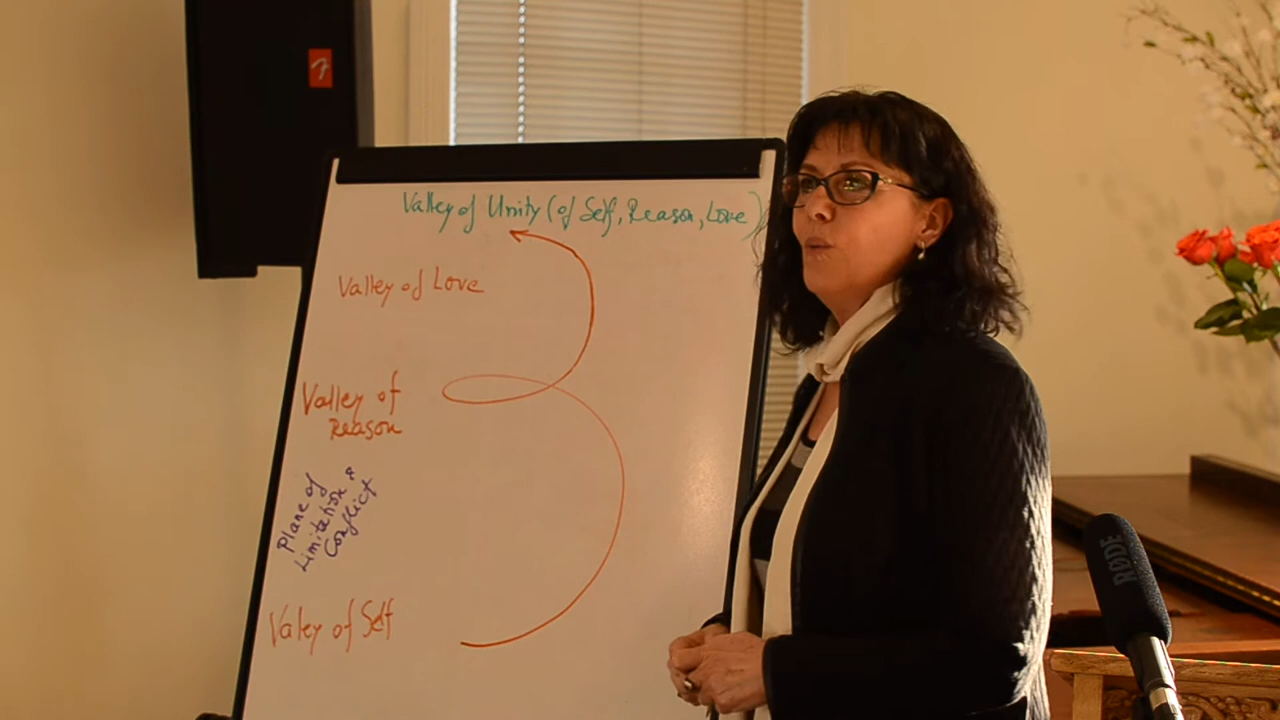 Valley of Unity (of Self, Reason, Love)
Valley of Love
Valley of
Reason
Plane of
Limitation &
Conflict
Valey of Self
RØDE